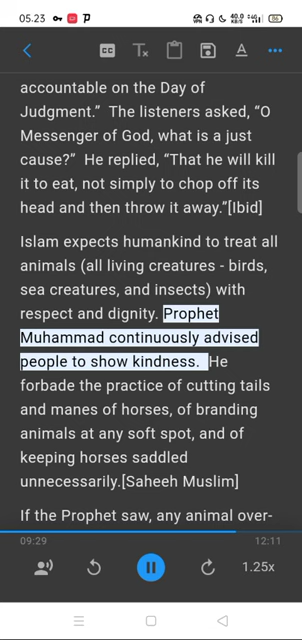 05.23
40.0
KB/S
86
CC
accountable on the Day of
Judgment.”  The listeners asked, “O
Messenger of God, what is a just
cause?”  He replied, “That he will kill
it to eat, not simply to chop off its
head and then throw it away.”[Ibid]
Islam expects humankind to treat all
animals (all living creatures - birds,
sea creatures, and insects) with
respect and dignity. Prophet
Muhammad continuously advised
people to show kindness.  He
forbade the practice of cutting tails
and manes of horses, of branding
animals at any soft spot, and of
keeping horses saddled
unnecessarily.[Saheeh Muslim]
If the Prophet saw, any animal over-
09:29
12:11
1.25x